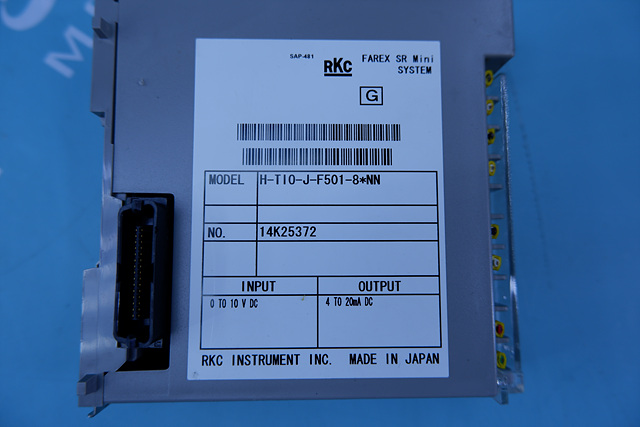 SAP-481
RKC
FAREX SR Mini
SYSTEM
G
MODEL H-TIO-J-F501-8*NN
NO. 14K25372
INPUT OUTPUT
0 TO 10 V DC 4 TO 20mA DC
RKC INSTRUMENT INC. MADE IN JAPAN